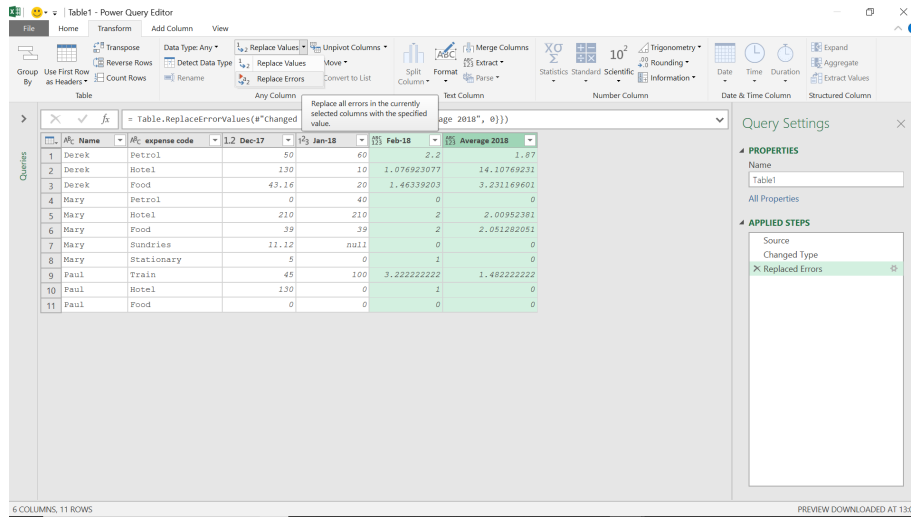 Table1 - Power Query Editor
File Home Transform Add Column View
Group By
Use First Row as Headers
Transpose
Reverse Rows
Count Rows
Table
Data Type: Any
Detect Data Type
Rename
Replace Values
Replace Values
Replace Errors
Unpivot Columns
Move
Convert to List
Any Column
Split Column
Format
Merge Columns
Extract
Parse
Text Column
Statistics Standard Scientific
Trigonometry
Rounding
Information
Number Column
Date Time Duration
Date & Time Column
Expand
Aggregate
Extract Values
Structured Column
Replace all errors in the currently
selected columns with the specified
value.
= Table.ReplaceErrorValues(#"Changed age 2018", 0}})
Queries
Name expense code 1.2 Dec-17 123 Jan-18 ABC 123 Feb-18 ABC 123 Average 2018
1 Derek Petrol 50 60 2.2 1.87
2 Derek Hotel 130 10 1.076923077 14.10769231
3 Derek Food 43.16 20 1.46339203 3.231169601
4 Mary Petrol 0 40 0 0
5 Mary Hotel 210 210 2 2.00952381
6 Mary Food 39 39 2 2.051282051
7 Mary Sundries 11.12 null 0 0
8 Mary Stationary 5 0 1 0
9 Paul Train 45 100 3.222222222 1.482222222
10 Paul Hotel 130 0 1 0
11 Paul Food 0 0 0 0
Query Settings
PROPERTIES
Name
Table1
All Properties
APPLIED STEPS
Source
Changed Type
Replaced Errors
6 COLUMNS, 11 ROWS
PREVIEW DOWNLOADED AT 13:0